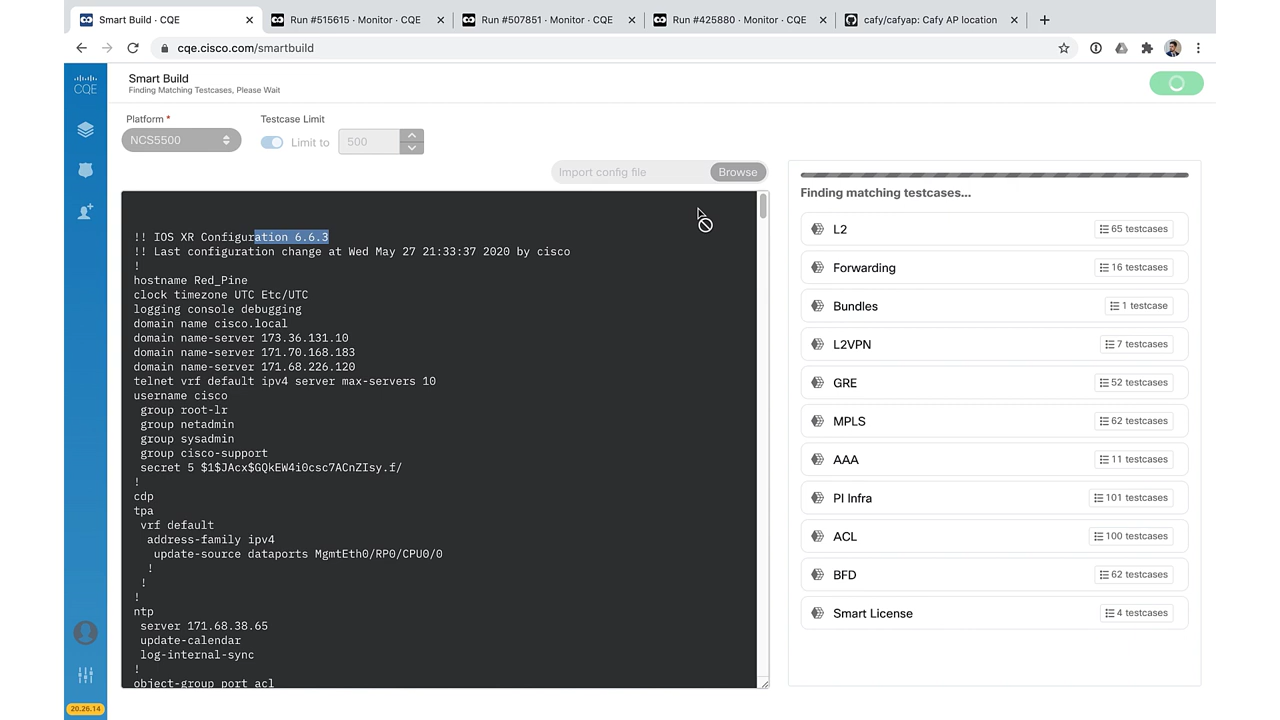 Smart Build · CQE
Run #515615 · Monitor · CQE
Run #507851 · Monitor · CQE
Run #425880 · Monitor · CQE
cafy/cafyap: Cafy AP location
cqe.cisco.com/smartbuild
CQE
Smart Build
Finding Matching Testcases, Please Wait
Platform *
Testcase Limit
NCS5500
Limit to
500
Import config file
Browse
!! IOS XR Configuration 6.6.3
!! Last configuration change at Wed May 27 21:33:37 2020 by cisco
!
hostname Red_Pine
clock timezone UTC Etc/UTC
logging console debugging
domain name cisco.local
domain name-server 173.36.131.10
domain name-server 171.70.168.183
domain name-server 171.68.226.120
telnet vrf default ipv4 server max-servers 10
username cisco
group root-lr
group netadmin
group sysadmin
group cisco-support
secret 5 $1$JAcx$GQkEW4i0csc7ACnZIsy.f/
!
cdp
tpa
vrf default
address-family ipv4
update-source dataports MgmtEth0/RP0/CPU0/0
!
!
!
ntp
server 171.68.38.65
update-calendar
log-internal-sync
!
object-group port acl
Finding matching testcases...
L2
65 testcases
Forwarding
16 testcases
Bundles
1 testcase
L2VPN
7 testcases
GRE
52 testcases
MPLS
62 testcases
AAA
11 testcases
PI Infra
101 testcases
ACL
100 testcases
BFD
62 testcases
Smart License
4 testcases
20.26.14